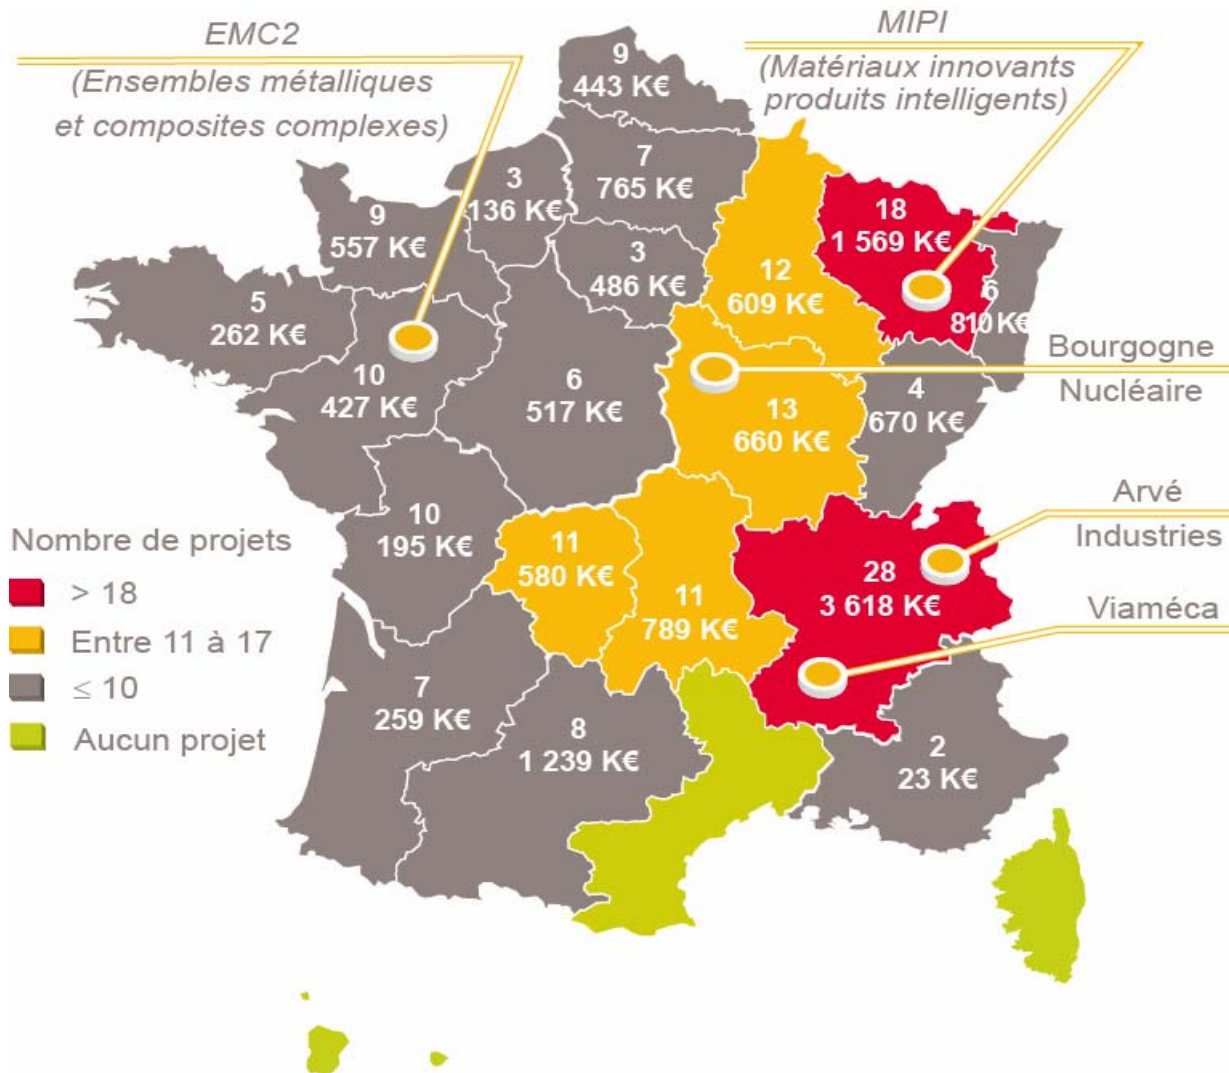 EMC2
(Ensembles métalliques
et composites complexes)
MIPI
(Matériaux innovants
produits intelligents)
9
443 K€
7
765 K€
3
136 K€
9
557 K€
3
486 K€
18
1 569 K€
6
810 K€
12
609 K€
5
262 K€
10
427 K€
6
517 K€
13
660 K€
4
670 K€
Bourgogne
Nucléaire
10
195 K€
11
580 K€
11
789 K€
28
3 618 K€
Arvé
Industries
Viaméca
Nombre de projets
> 18
Entre 11 à 17
≤ 10
Aucun projet
7
259 K€
8
1 239 K€
2
23 K€